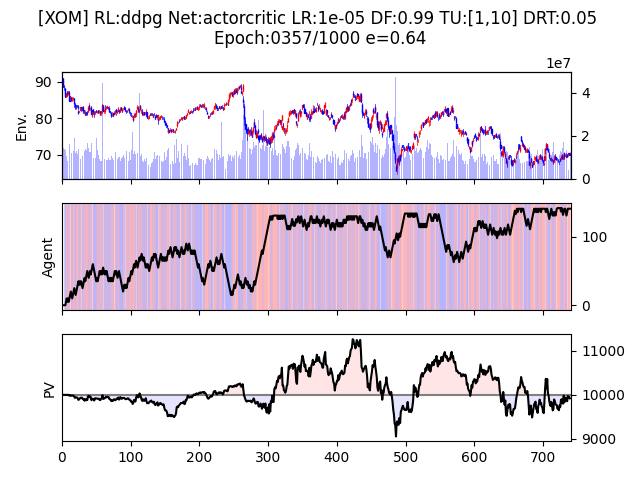 [XOM] RL:ddpg Net:actorcritic LR:1e-05 DF:0.99 TU:[1,10] DRT:0.05
Epoch:0357/1000 e=0.64
1e7
90
80
70
Env.
4
2
0
Agent
100
0
PV
11000
10000
9000
0 100 200 300 400 500 600 700